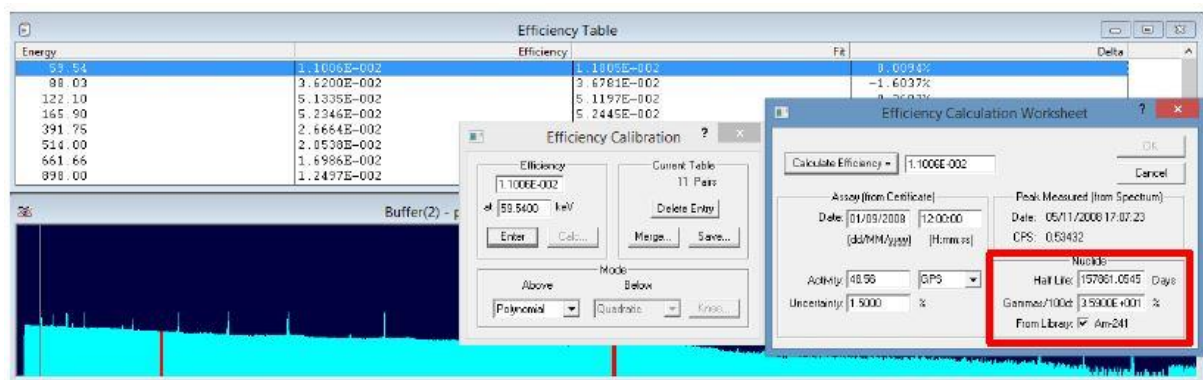 Efficiency Table
Energy Efficiency Fit Delta
59.54 1.1006E-002 1.1805E-002 8.0094%
88.03 3.6200E-002 3.6781E-002 -1.6037%
122.10 5.1335E-002 5.1197E-002
165.90 5.2346E-002 5.2445E-002
391.75 2.6664E-002
514.00 2.0538E-002
661.66 1.6986E-002
898.00 1.2497E-002
Efficiency Calibration ?
Efficiency
1.1006E-002
at 59.5400 keV
Enter Calc...
Current Table
11 Pairs
Delete Entry
Merge... Save...
Mode
Above Below
Polynomial Quadratic Knee...
Efficiency Calculation Worksheet ?
Calculate Efficiency 1.1006E-002
OK
Cancel
Assay (from Certificate)
Date: 01/09/2008 12:00:00
(dd/MM/yyyy) (H:mm:ss)
Activity: 48.56 GPS
Uncertainty: 1.5000 %
Peak Measured (from Spectrum)
Date: 05/11/2008 17:07:23
CPS: 0.53432
Nuclide
Half Life: 157861.0545 Days
Gammas/100d: 3.5900E+001 %
From Library: Am-241
Buffer(2) - p